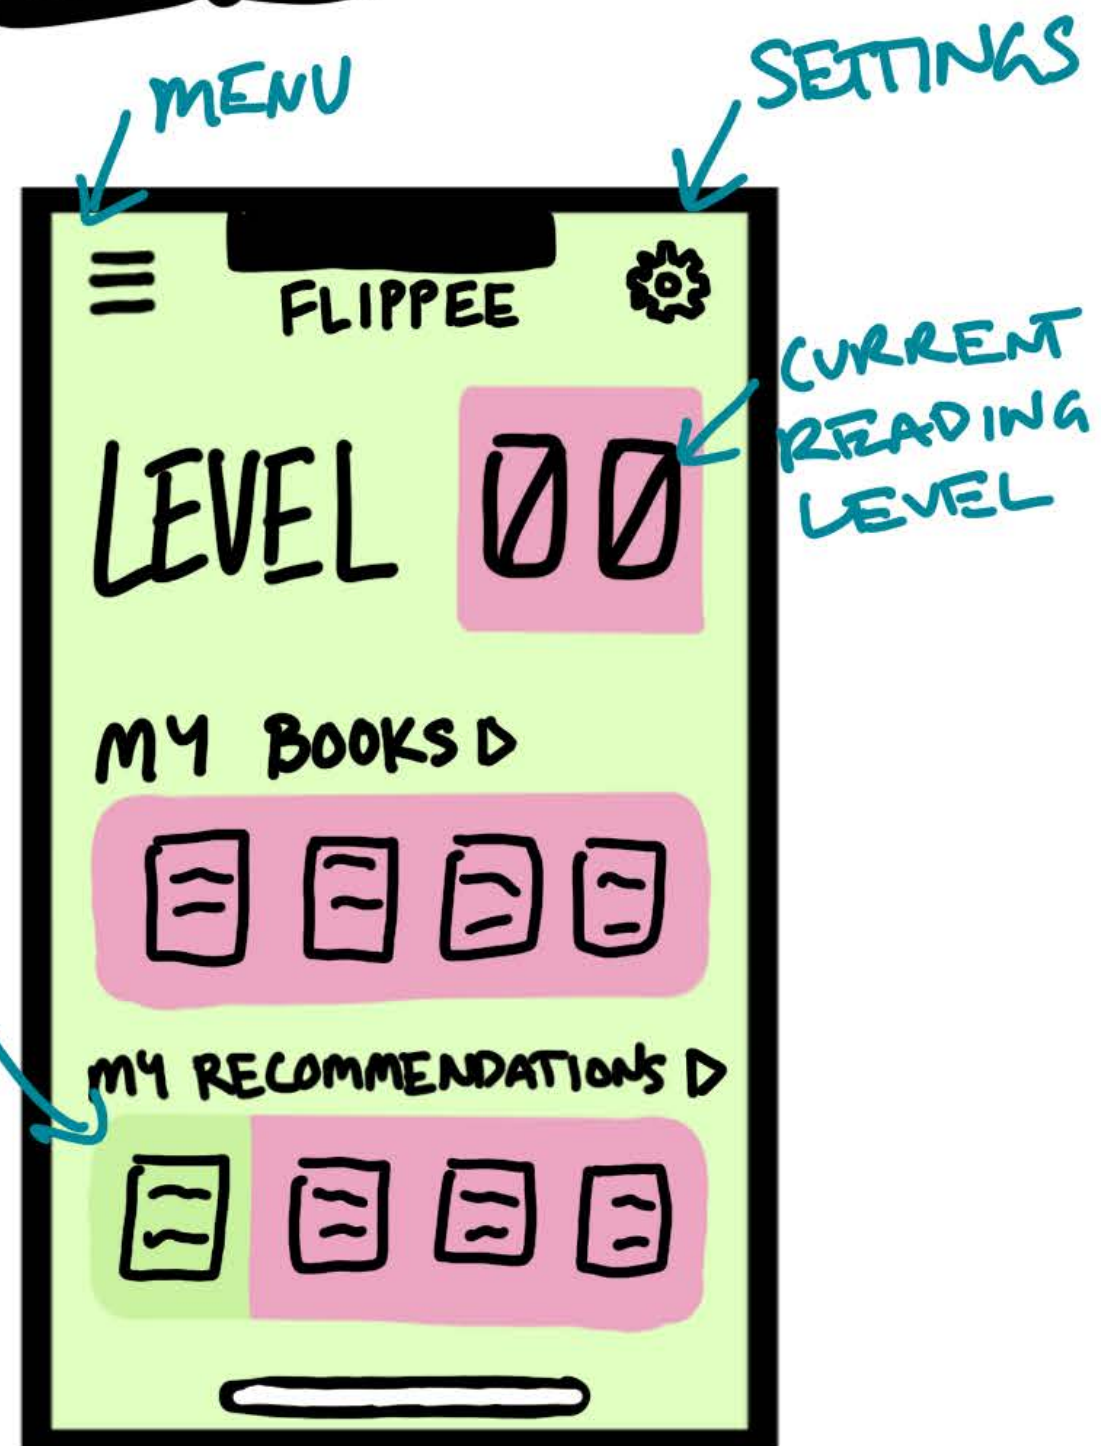 MENU
SETTINGS
FLIPPEE
CURRENT
READING
LEVEL
LEVEL 00
MY BOOKS
MY RECOMMENDATIONS